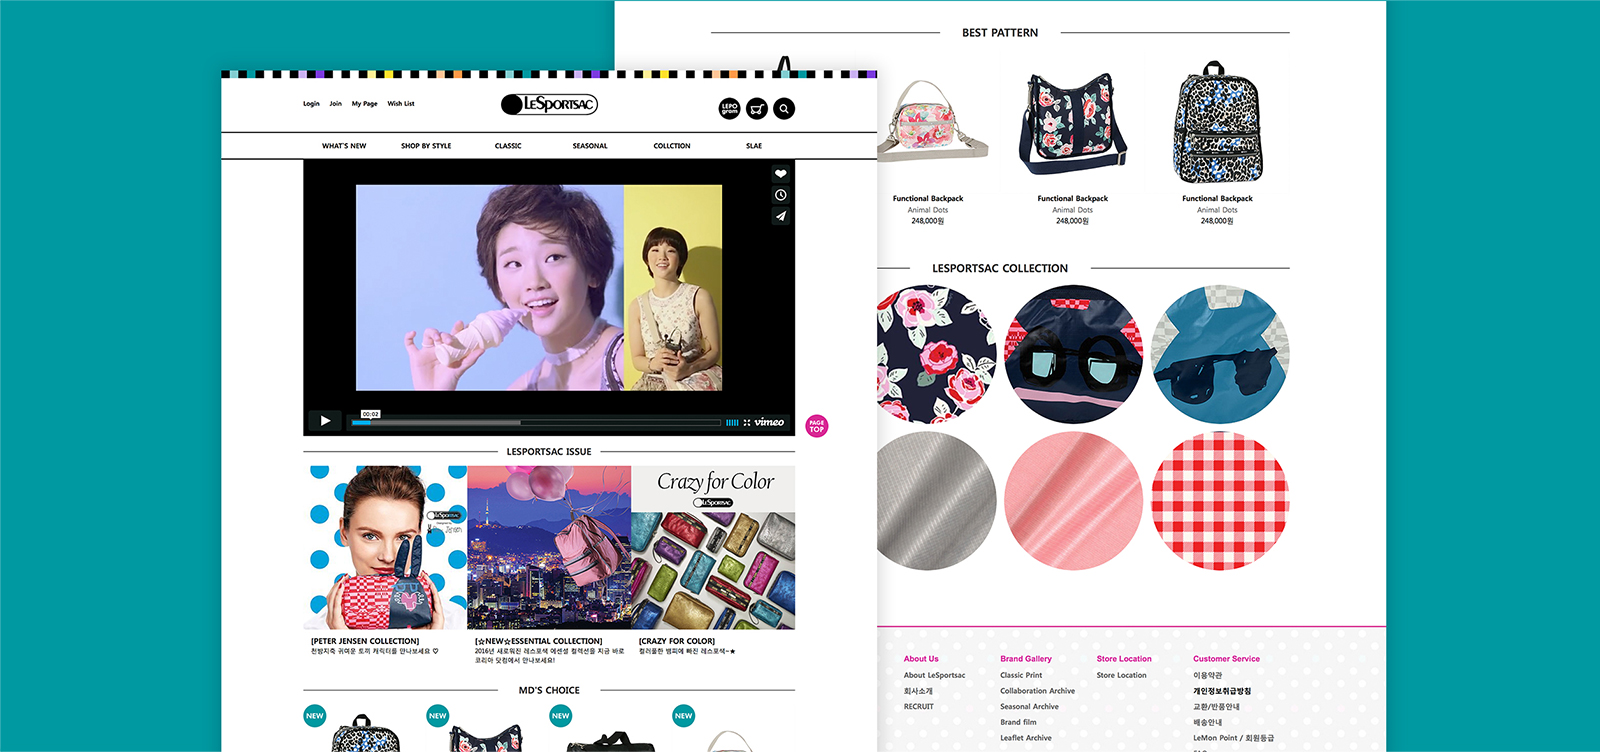 Login Join My Page Wish List
LESPORTSAC
LEPO
gram
WHAT'S NEW SHOP BY STYLE CLASSIC SEASONAL COLLCTION SLAE
00:02
vimeo
PAGE
TOP
LESPORTSAC ISSUE
LESPORTSAC
Crazy for Color
LESPORTSAC
[PETER JENSEN COLLECTION]
천방지축 귀여운 토끼 캐릭터를 만나보세요 ♡
[☆NEW☆ESSENTIAL COLLECTION]
2016년 새로워진 레스포색 에센셜 컬렉션을 지금 바로
코리아 닷컴에서 만나보세요!
[CRAZY FOR COLOR]
컬러풀한 뱀피에 빠진 레스포색~★
MD'S CHOICE
NEW NEW NEW NEW
BEST PATTERN
Functional Backpack
Animal Dots
248,000원
Functional Backpack
Animal Dots
248,000원
Functional Backpack
Animal Dots
248,000원
LESPORTSAC COLLECTION
About Us
About LeSportsac
회사소개
RECRUIT
Brand Gallery
Classic Print
Collaboration Archive
Seasonal Archive
Brand film
Leaflet Archive
Store Location
Store Location
Customer Service
이용약관
개인정보취급방침
교환/반품안내
배송안내
LeMon Point / 회원등급